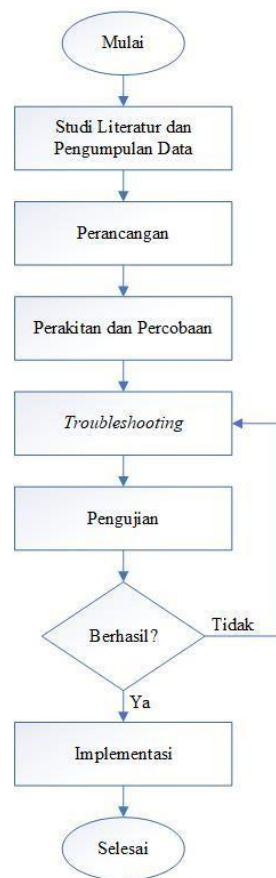 Mulai
Studi Literatur dan
Pengumpulan Data
Perancangan
Perakitan dan Percobaan
Troubleshooting
Pengujian
Berhasil?
Tidak
Ya
Implementasi
Selesai